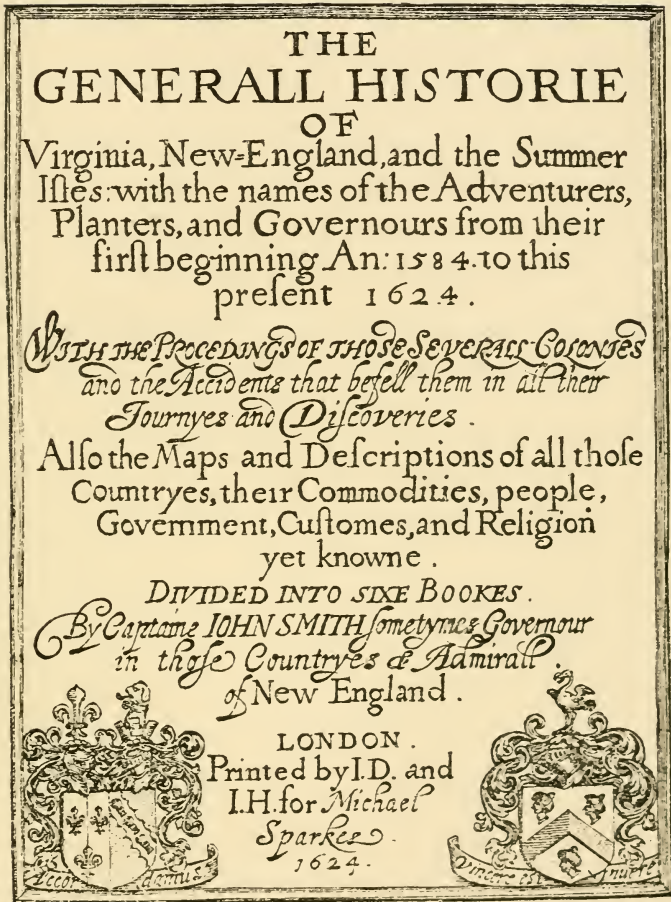 THE
GENERALL HISTORIE
OF
Virginia, New-England, and the Summer
Iſles: with the names of the Adventurers,
Planters, and Governours from their
firſt beginning An: 1584. to this
preſent 1624.
WITH THE PROCEDINGS OF THOSE SEVERALL COLONIES
and the Accidents that befell them in all their
Journyes and Diſcoveries.
Alſo the Maps and Deſcriptions of all thoſe
Countryes, their Commodities, people,
Government, Cuſtomes, and Religion
yet knowne.
DIVIDED INTO SIXE BOOKES.
By Captaine IOHN SMITH ſometymes Governour
in thoſe Countryes & Admirall
of New England.
LONDON.
Printed by I.D. and
I.H. for Michael
Sparkes.
1624.
Accordamus
Vincere est vivere